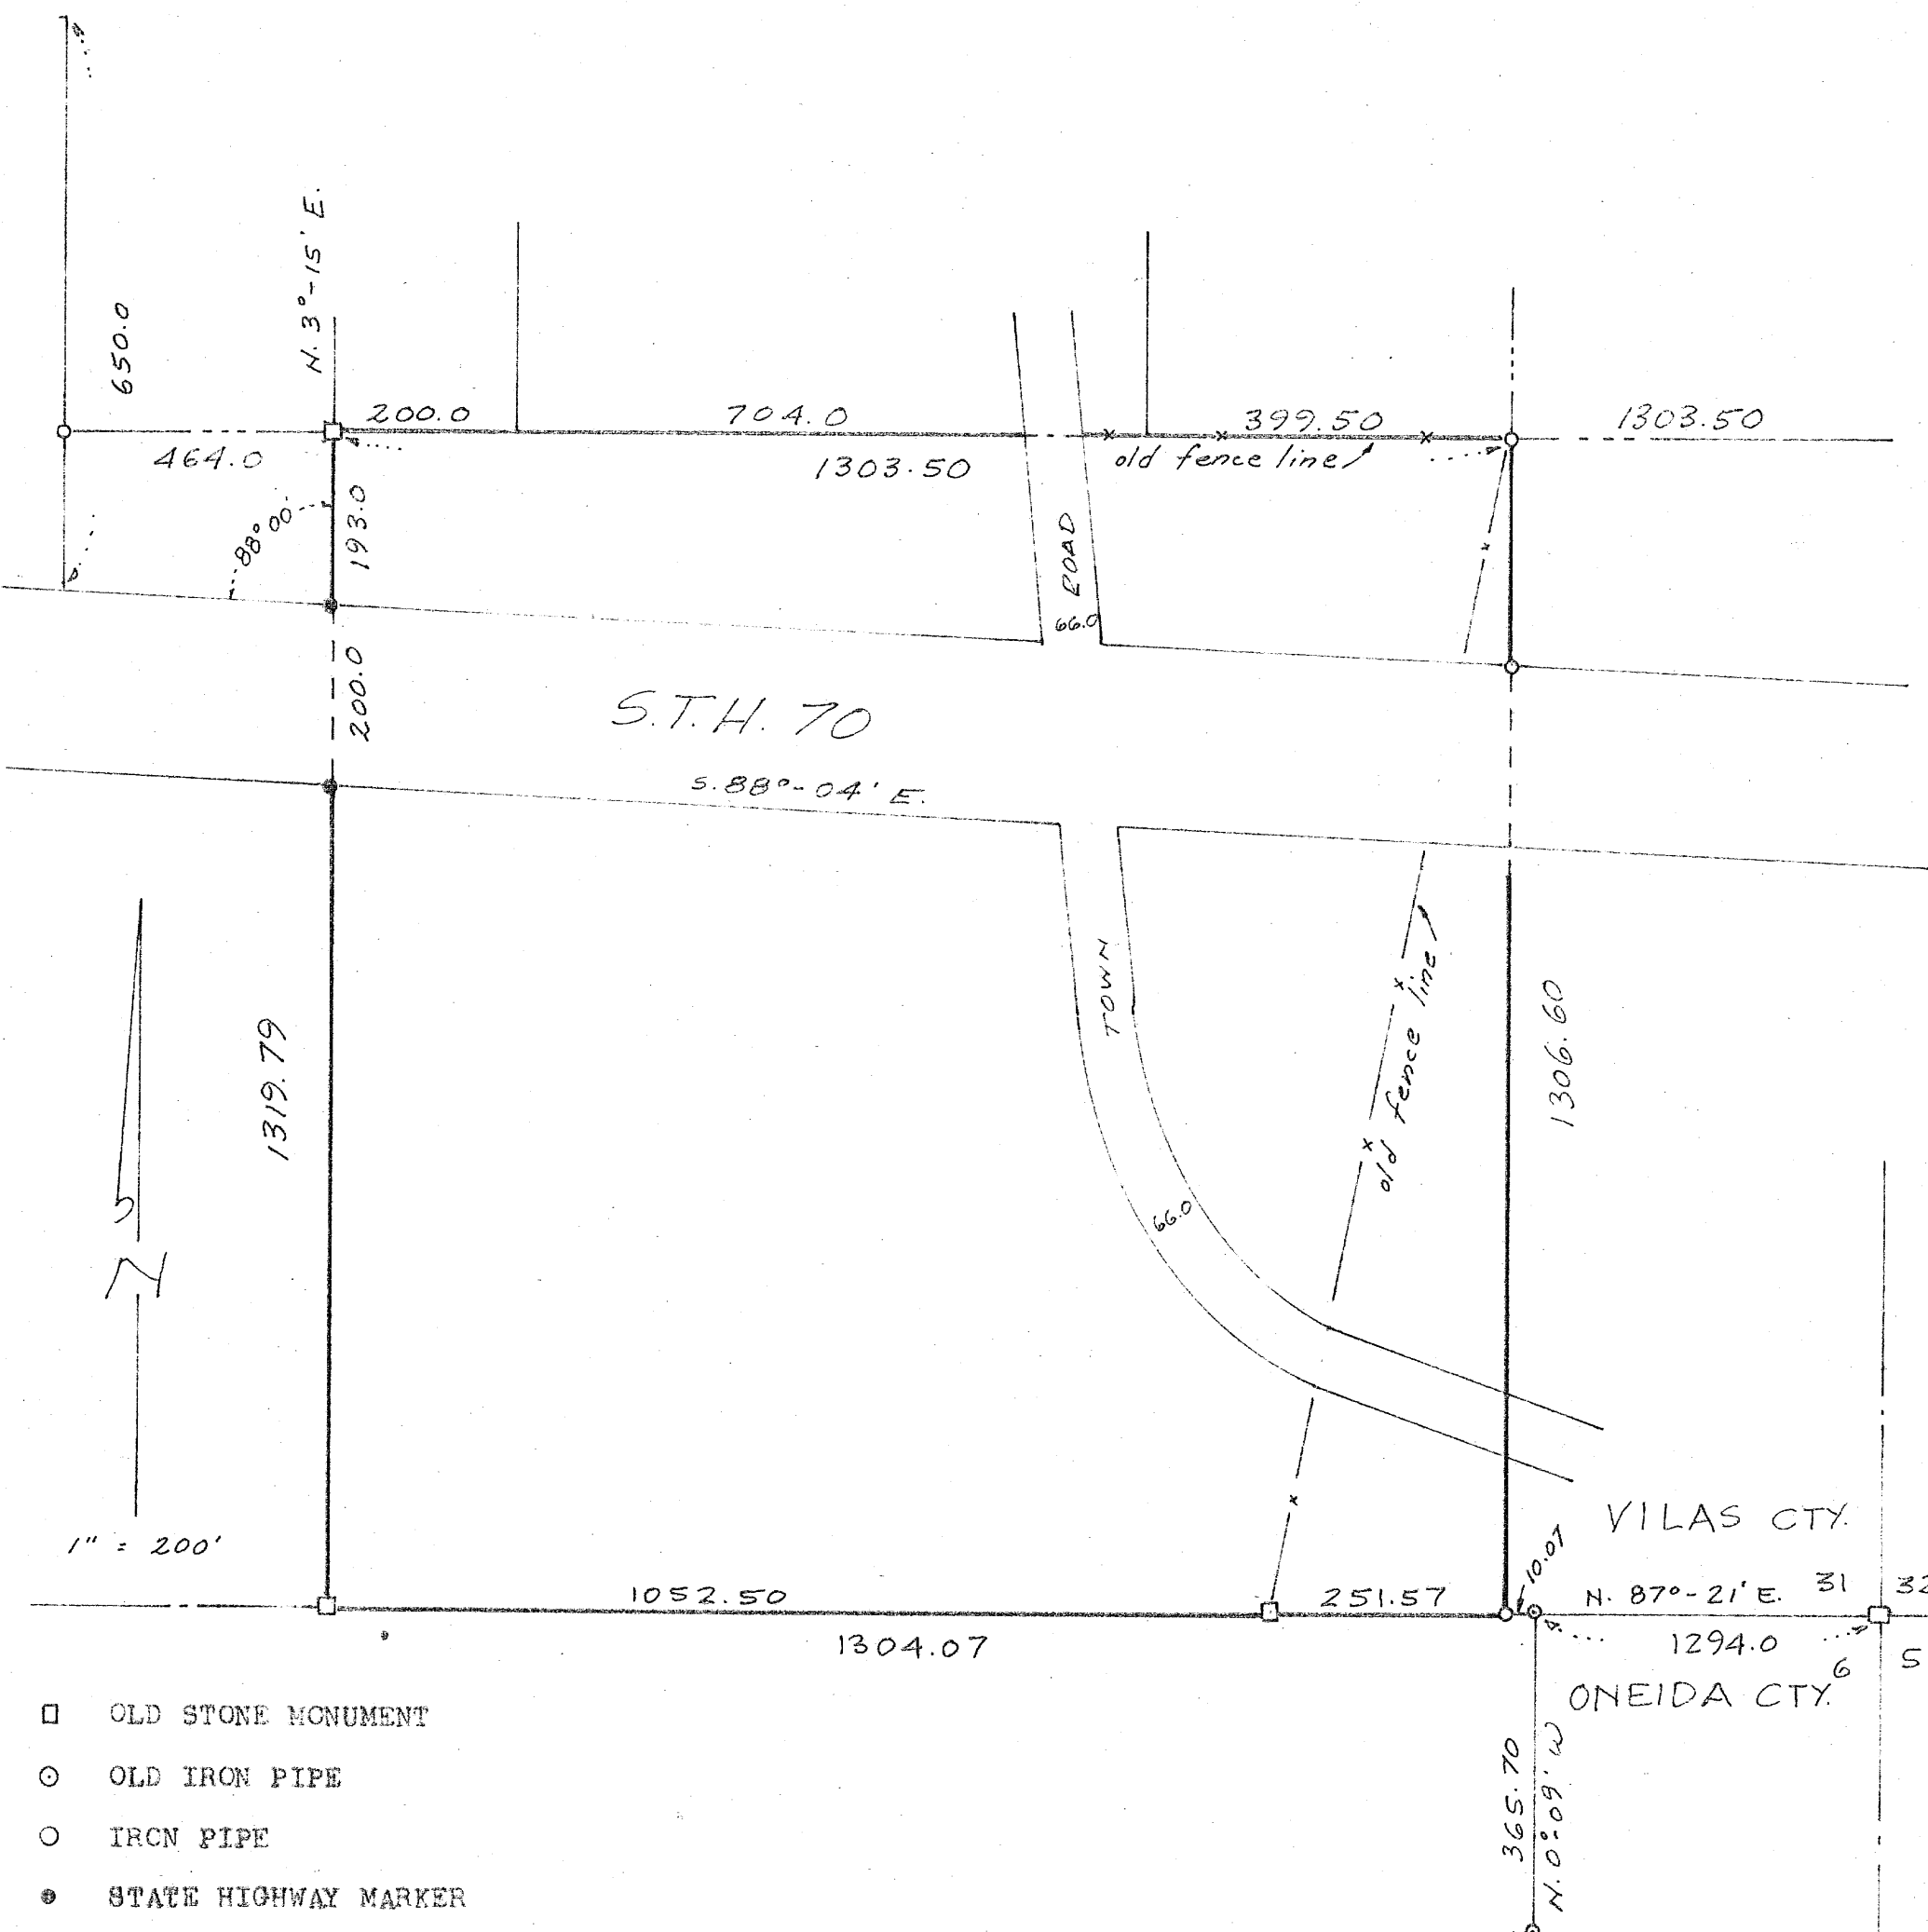 N. 3°-15' E.
650.0
200.0
704.0
399.50
1303.50
464.0
1303.50
old fence line
88° 00
193.0
ROAD
66.0
200.0
S.T.H. 70
S. 88°-04' E.
TOWN
old fence line
1319.79
1306.60
66.0
N
1" = 200'
VILAS CTY.
10.07
1052.50
251.57
N. 87°-21' E.
31
32
1304.07
1294.0
6
5
ONEIDA CTY.
365.70
N. 0°-09' W
OLD STONE MONUMENT
OLD IRON PIPE
IRON PIPE
STATE HIGHWAY MARKER